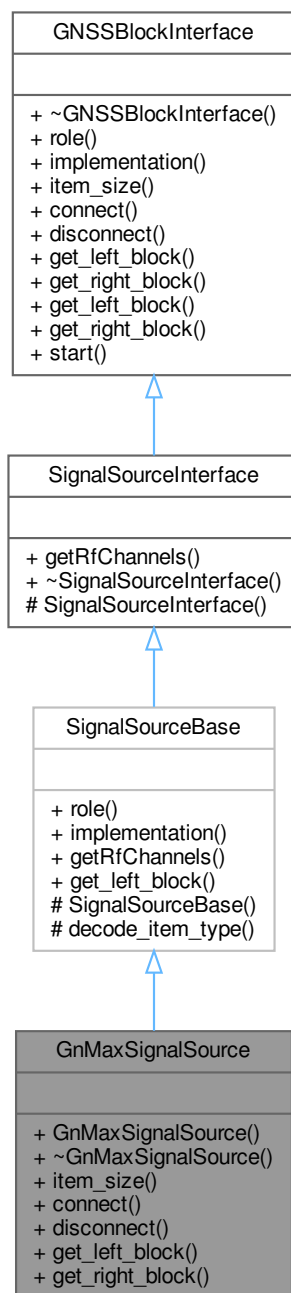 GNSSBlockInterface
+ ~GNSSBlockInterface()
+ role()
+ implementation()
+ item_size()
+ connect()
+ disconnect()
+ get_left_block()
+ get_right_block()
+ get_left_block()
+ get_right_block()
+ start()
SignalSourceInterface
+ getRfChannels()
+ ~SignalSourceInterface()
# SignalSourceInterface()
SignalSourceBase
+ role()
+ implementation()
+ getRfChannels()
+ get_left_block()
# SignalSourceBase()
# decode_item_type()
GnMaxSignalSource
+ GnMaxSignalSource()
+ ~GnMaxSignalSource()
+ item_size()
+ connect()
+ disconnect()
+ get_left_block()
+ get_right_block()